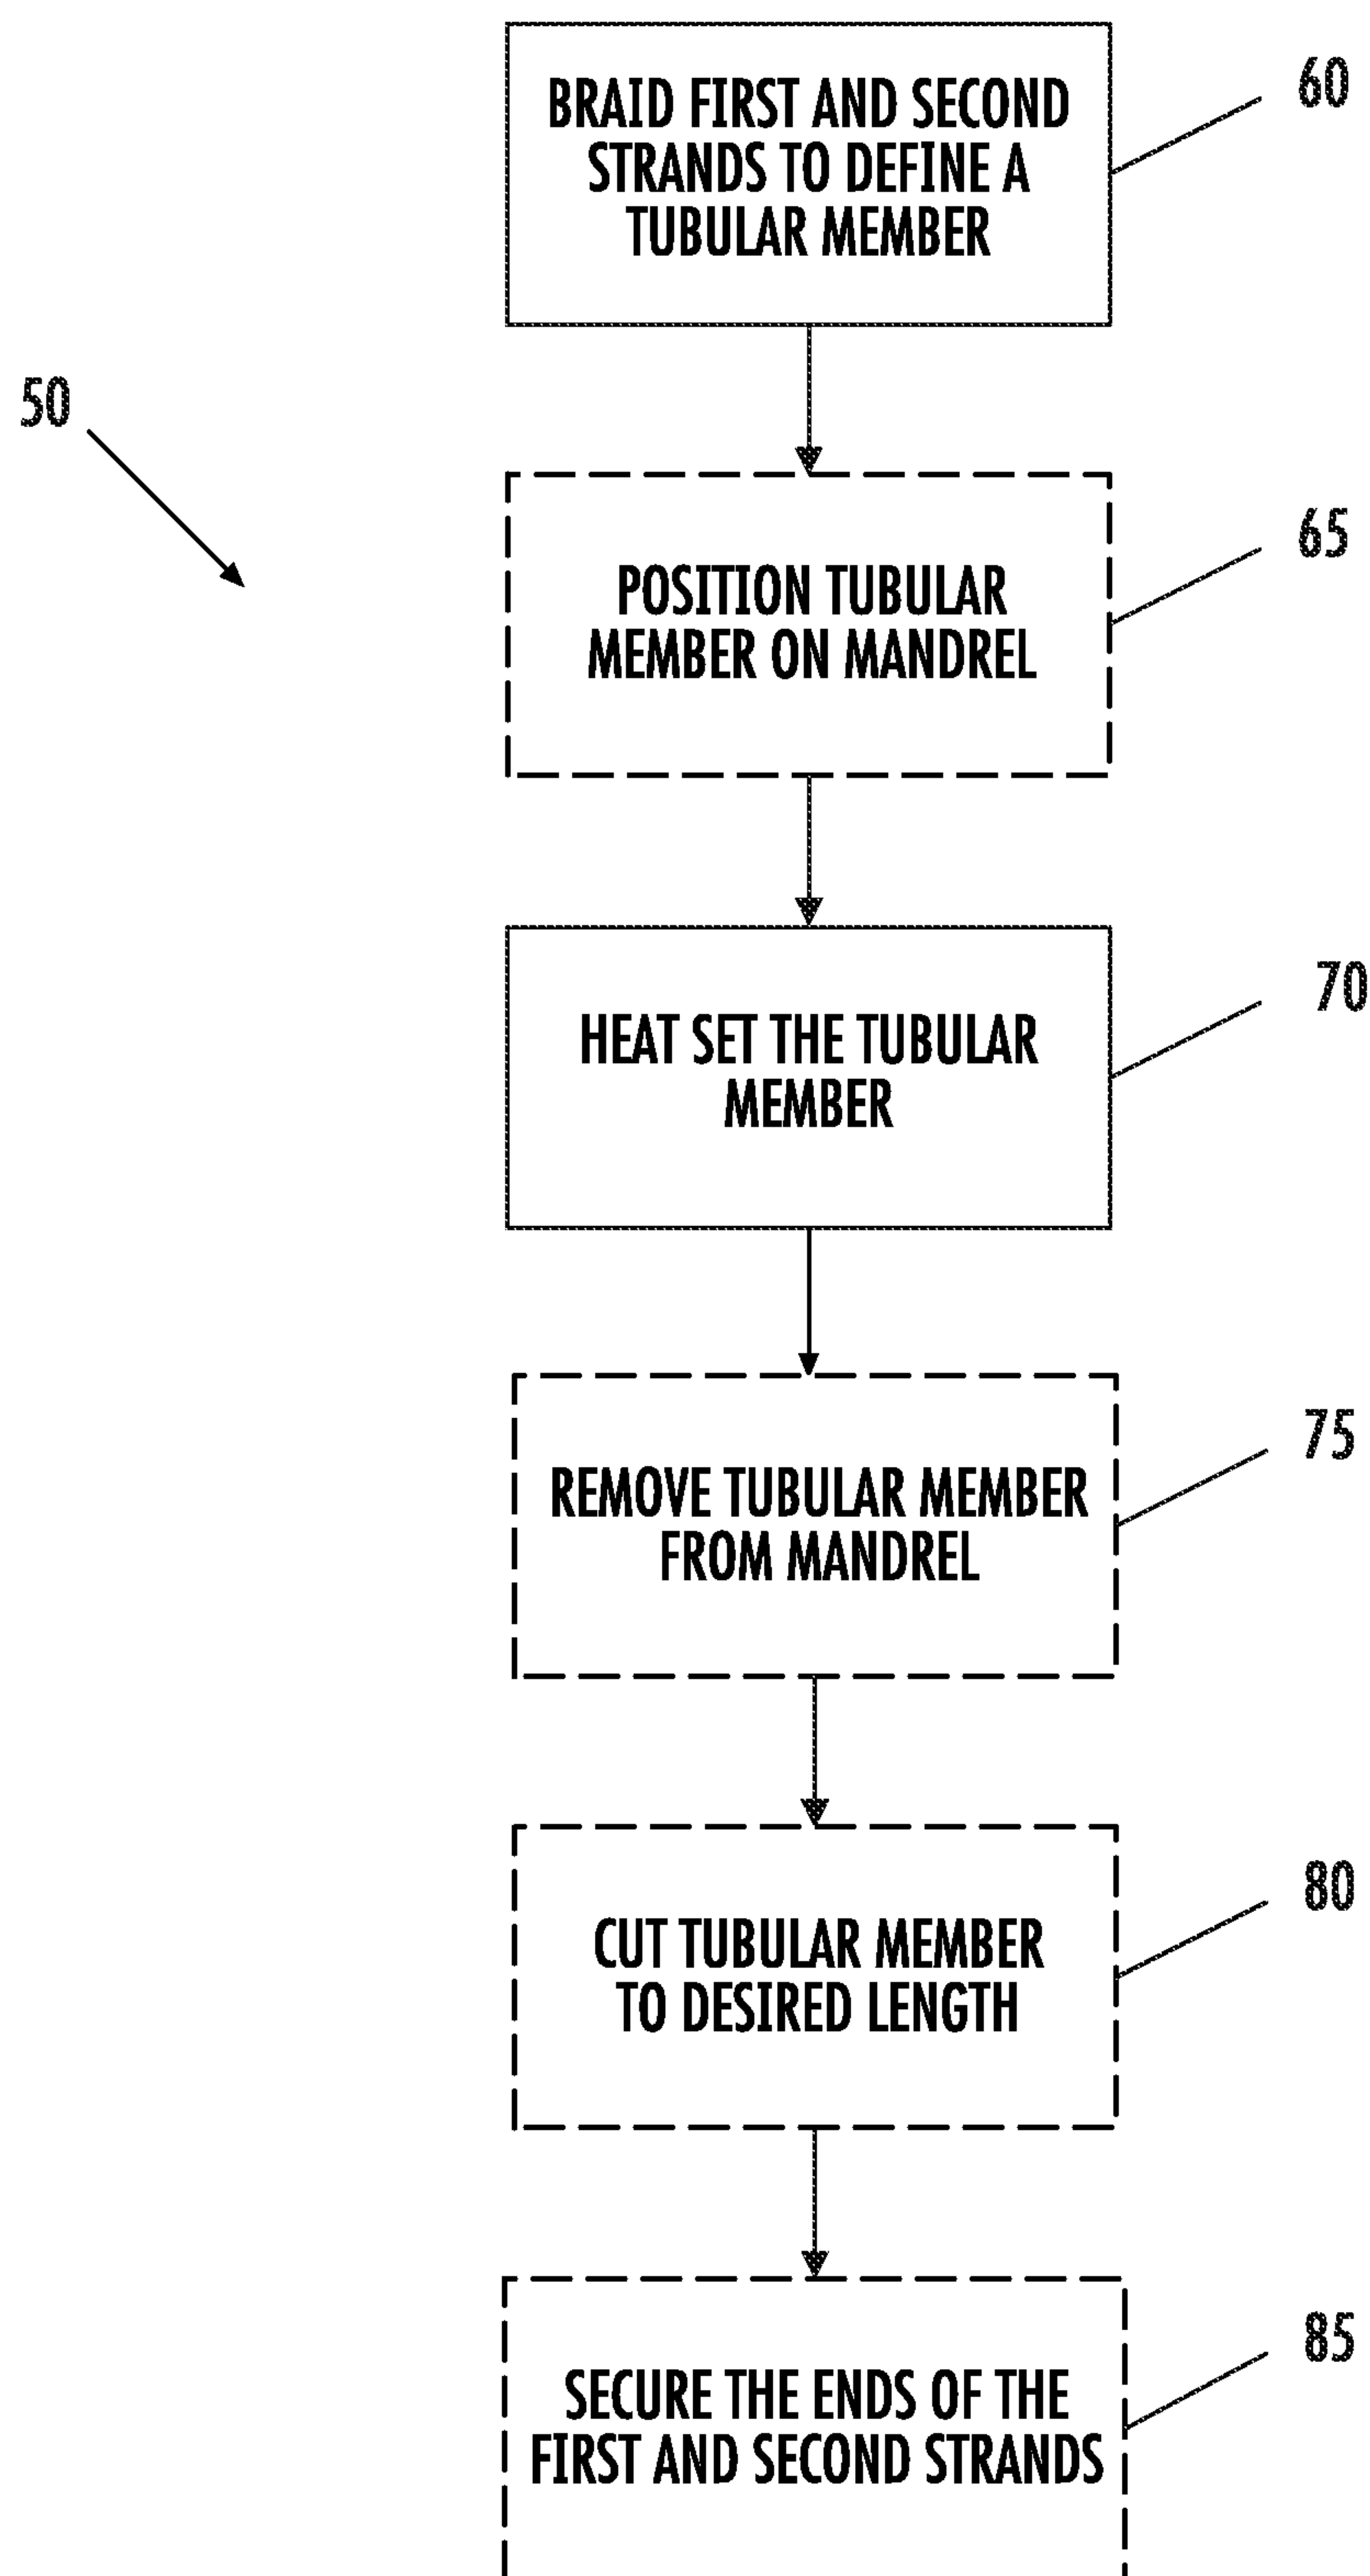 BRAID FIRST AND SECOND
STRANDS TO DEFINE A
TUBULAR MEMBER
60
50
POSITION TUBULAR
MEMBER ON MANDREL
65
HEAT SET THE TUBULAR
MEMBER
70
REMOVE TUBULAR MEMBER
FROM MANDREL
75
CUT TUBULAR MEMBER
TO DESIRED LENGTH
80
SECURE THE ENDS OF THE
FIRST AND SECOND STRANDS
85